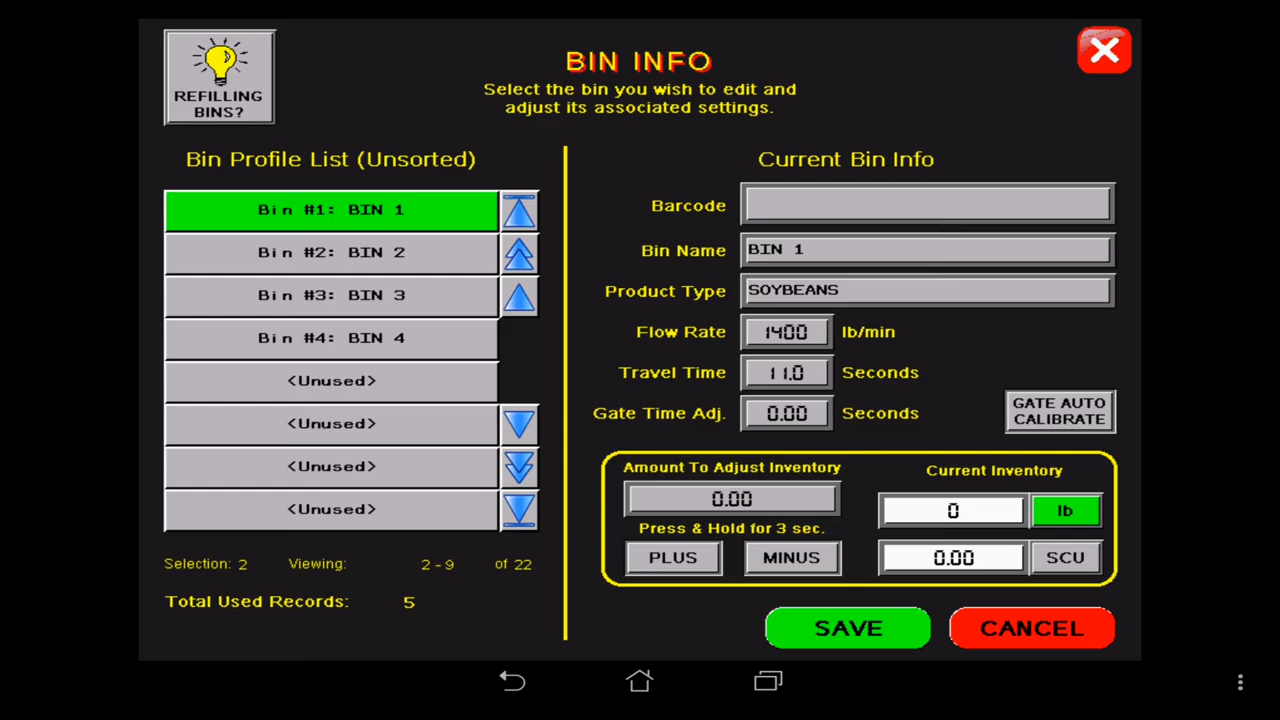 REFILLING
BINS?
BIN INFO
Select the bin you wish to edit and
adjust its associated settings.
Bin Profile List (Unsorted)
Bin #1: BIN 1
Bin #2: BIN 2
Bin #3: BIN 3
Bin #4: BIN 4
<Unused>
<Unused>
<Unused>
<Unused>
Selection: 2 Viewing: 2 - 9 of 22
Total Used Records: 5
Current Bin Info
Barcode
Bin Name BIN 1
Product Type SOYBEANS
Flow Rate 1400 lb/min
Travel Time 11.0 Seconds
Gate Time Adj. 0.00 Seconds
GATE AUTO
CALIBRATE
Amount To Adjust Inventory
0.00
Press & Hold for 3 sec.
PLUS MINUS
Current Inventory
0 lb
0.00 SCU
SAVE CANCEL